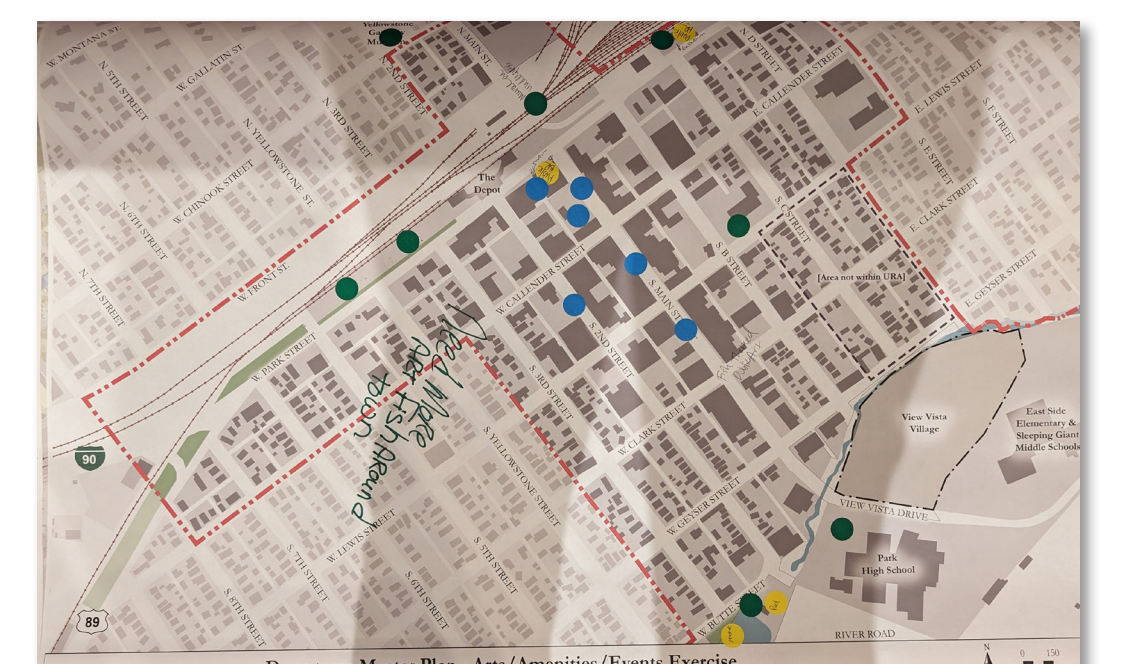 Yellowstone
W. MONTANA ST.
N. 5TH STREET
W. GALLATIN ST.
N. 2ND STREET
N. MAIN ST.
N. D STREET
E. CALLENDER STREET
E. LEWIS STREET
S. F STREET
N. 3RD STREET
N. YELLOWSTONE ST.
W. CHINOOK STREET
N. 6TH STREET
N. 7TH STREET
W. FRONT ST.
The
Depot
S. E STREET
E. CLARK STREET
S. C STREET
S. B STREET
[Area not within URA]
E. GEYSER STREET
W. CALLENDER STREET
S. MAIN ST
S. 2ND STREET
W. PARK STREET
Need More
Art Fish Around
town
S. 3RD STREET
W. CLARK STREET
S. YELLOWSTONE STREET
View Vista
Village
East Side
Elementary &
Sleeping Giant
Middle Schools
90
W. GEYSER STREET
VIEW VISTA DRIVE
W. LEWIS STREET
S. 5TH STREET
S. 7TH STREET
S. 6TH STREET
S. 8TH STREET
Park
High School
W. BUTTE STREET
89
RIVER ROAD
N
0 150
Master Plan - Arts/Amenities/Events Exercise